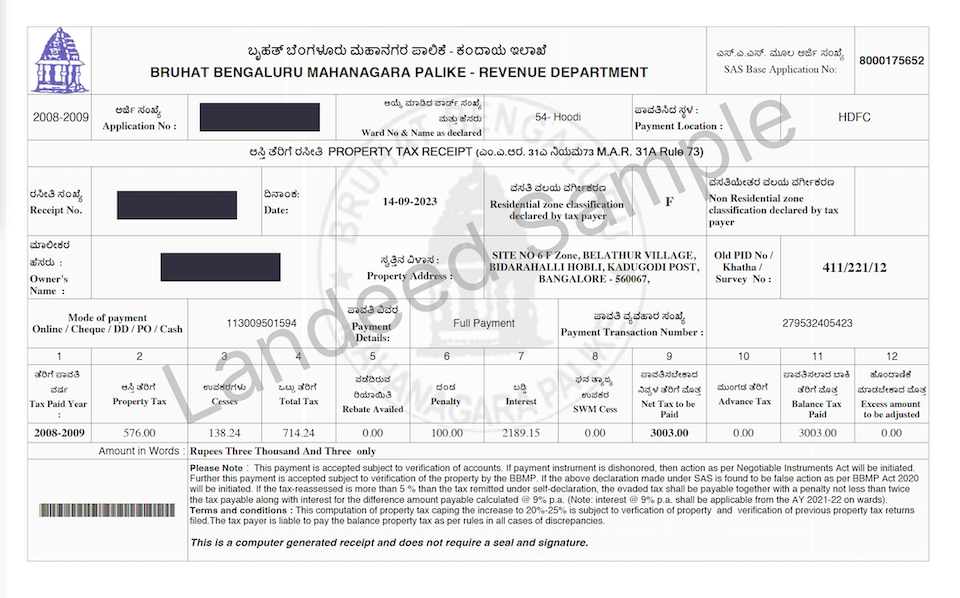 ಬೃಹತ್ ಬೆಂಗಳೂರು ಮಹಾನಗರ ಪಾಲಿಕೆ - ಕಂದಾಯ ಇಲಾಖೆ
BRUHAT BENGALURU MAHANAGARA PALIKE - REVENUE DEPARTMENT
ಎಸ್.ಎ.ಎಸ್. ಮೂಲ ಅರ್ಜಿ ಸಂಖ್ಯೆ
SAS Base Application No:
8000175652
2008-2009
ಅರ್ಜಿ ಸಂಖ್ಯೆ
Application No :
ಆಯ್ಕೆ ಮಾಡಿದ ವಾರ್ಡ್ ಸಂಖ್ಯೆ
ಮತ್ತು ಹೆಸರು
Ward No & Name as declared
54- Hoodi
ಪಾವತಿಸಿದ ಸ್ಥಳ :
Payment Location :
HDFC
ಆಸ್ತಿ ತೆರಿಗೆ ರಸೀತಿ PROPERTY TAX RECEIPT (ಎಂ.ಎ.ಆರ್. 31ಎ ನಿಯಮ73 M.A.R. 31A Rule 73)
ರಸೀತಿ ಸಂಖ್ಯೆ
Receipt No.
ದಿನಾಂಕ:
Date:
14-09-2023
ವಸತಿ ವಲಯ ವರ್ಗೀಕರಣ
Residential zone classification
declared by tax payer
F
ವಸತಿಯೇತರ ವಲಯ ವರ್ಗೀಕರಣ
Non Residential zone
classification declared by tax
payer
ಮಾಲೀಕರ
ಹೆಸರು :
Owner's
Name :
ಸ್ವತ್ತಿನ ವಿಳಾಸ :
Property Address :
SITE NO 6 F Zone, BELATHUR VILLAGE,
BIDARAHALLI HOBLI, KADUGODI POST,
BANGALORE - 560067,
Old PID No /
Khatha /
Survey No :
411/221/12
Mode of payment
Online / Cheque / DD / PO / Cash
113009501594
ಪಾವತಿ ವಿವರ
Payment
Details:
Full Payment
ಪಾವತಿ ವ್ಯವಹಾರ ಸಂಖ್ಯೆ
Payment Transaction Number :
279532405423
1 2 3 4 5 6 7 8 9 10 11 12
ತೆರಿಗೆ ಪಾವತಿ
ವರ್ಷ
Tax Paid Year
:
ಆಸ್ತಿ ತೆರಿಗೆ
Property Tax
ಉಪಕರಗಳು
Cesses
ಒಟ್ಟು ತೆರಿಗೆ
Total Tax
ಪಡೆದಿರುವ
ರಿಯಾಯಿತಿ
Rebate Availed
ದಂಡ
Penalty
ಬಡ್ಡಿ
Interest
ಘನ ತ್ಯಾಜ್ಯ
ಉಪಕರ
SWM Cess
ಪಾವತಿಸಬೇಕಾದ
ನಿವ್ವಳ ತೆರಿಗೆ ಮೊತ್ತ
Net Tax to be
Paid
ಮುಂಗಡ ತೆರಿಗೆ
Advance Tax
ಪಾವತಿಸಲಾದ ಬಾಕಿ
ತೆರಿಗೆ ಮೊತ್ತ
Balance Tax
Paid
ಹೊಂದಾಣಿಕೆ
ಮಾಡಬೇಕಾದ ಮೊತ್ತ
Excess amount
to be adjusted
2008-2009 576.00 138.24 714.24 0.00 100.00 2189.15 0.00 3003.00 0.00 3003.00 0.00
Amount in Words : Rupees Three Thousand And Three only
Please Note : This payment is accepted subject to verification of accounts. If payment instrument is dishonored, then action as per Negotiable Instruments Act will be initiated.
Further this payment is accepted subject to verification of the property by the BBMP. If the above declaration made under SAS is found to be false action as per BBMP Act 2020
will be initiated. If the tax-reassessed is more than 5 % than the tax remitted under self-declaration, the evaded tax shall be payable together with a penalty not less than twice
the tax payable along with interest for the difference amount payable calculated @ 9% p.a. (Note: interest @ 9% p.a. shall be applicable from the AY 2021-22 on wards).
Terms and conditions : This computation of property tax caping the increase to 20%-25% is subject to verfication of property and verification of previous property tax returns
filed.The tax payer is liable to pay the balance property tax as per rules in all cases of discrepancies.
This is a computer generated receipt and does not require a seal and signature.
Landeed Sample
BRUHAT BENGALURU
MAHANAGARA PALIKE